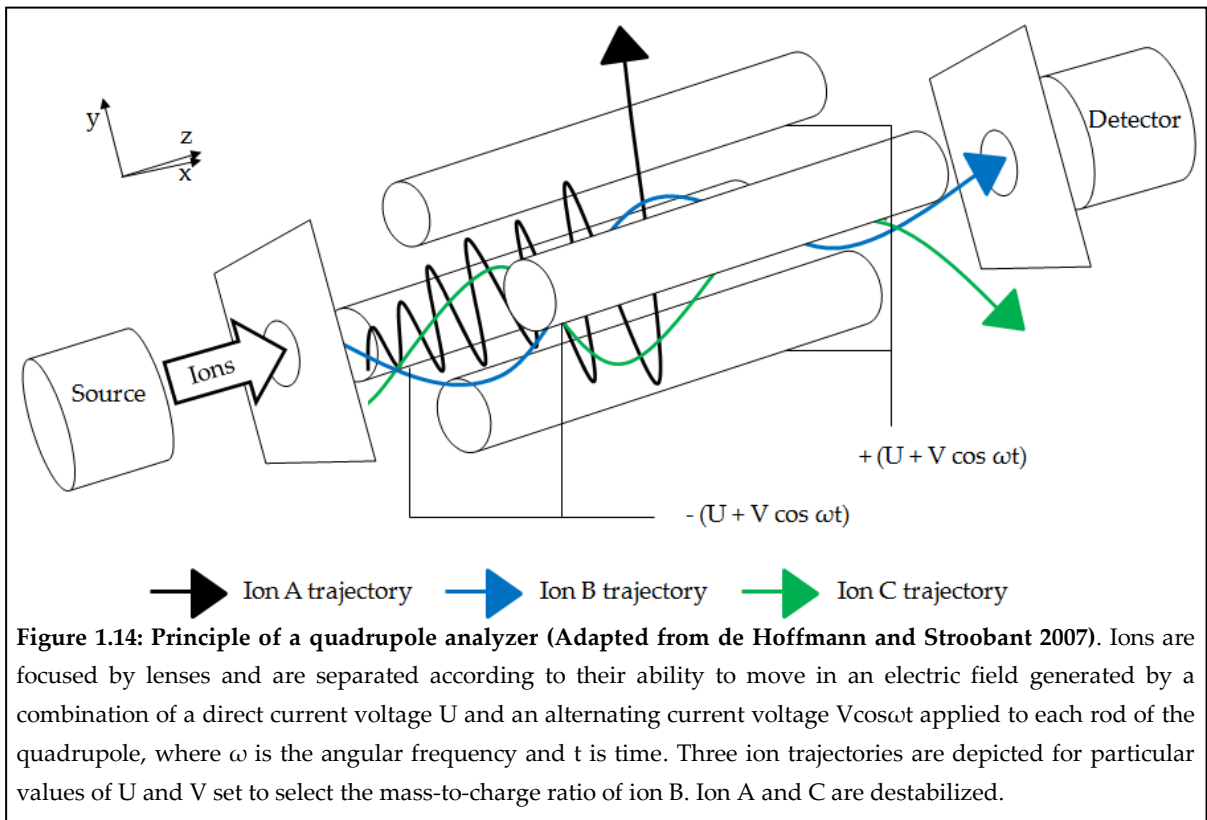 y
z
x
Source
Ions
Detector
+ (U + V cos ωt)
- (U + V cos ωt)
Ion A trajectory
Ion B trajectory
Ion C trajectory
Figure 1.14: Principle of a quadrupole analyzer (Adapted from de Hoffmann and Stroobant 2007). Ions are
focused by lenses and are separated according to their ability to move in an electric field generated by a
combination of a direct current voltage U and an alternating current voltage Vcosωt applied to each rod of the
quadrupole, where ω is the angular frequency and t is time. Three ion trajectories are depicted for particular
values of U and V set to select the mass-to-charge ratio of ion B. Ion A and C are destabilized.